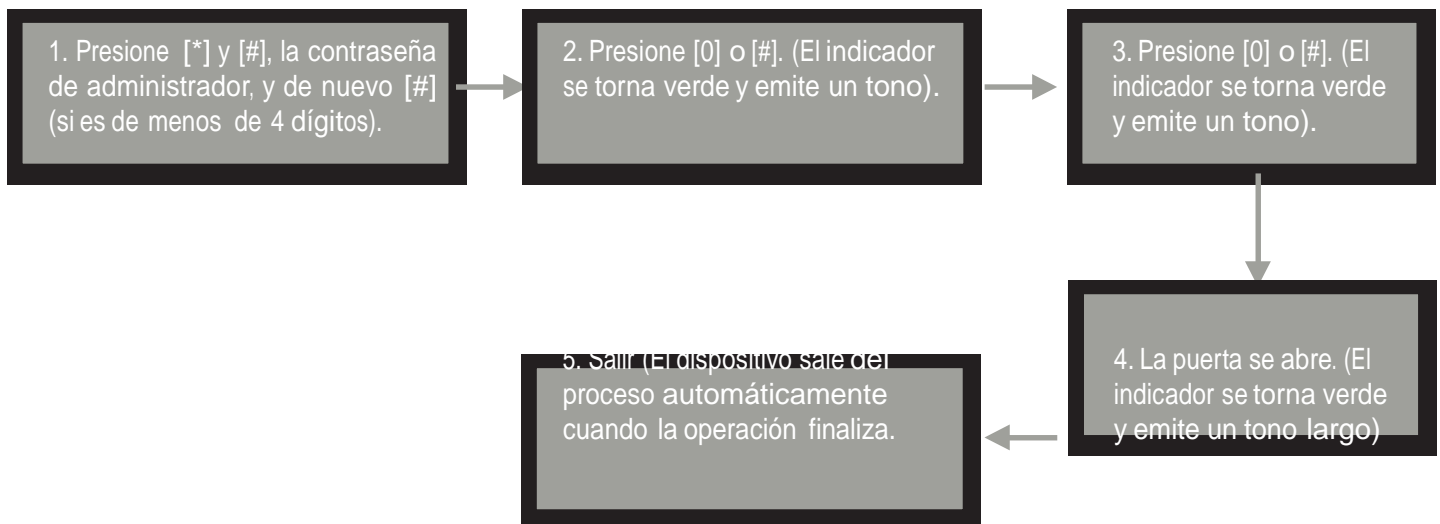 1. Presione [*] y [#], la contraseña
de administrador, y de nuevo [#]
(si es de menos de 4 dígitos).
2. Presione [0] o [#]. (El indicador
se torna verde y emite un tono).
3. Presione [0] o [#]. (El
indicador se torna verde
y emite un tono).
4. La puerta se abre. (El
indicador se torna verde
y emite un tono largo)
5. Salir (El dispositivo sale del
proceso automáticamente
cuando la operación finaliza.